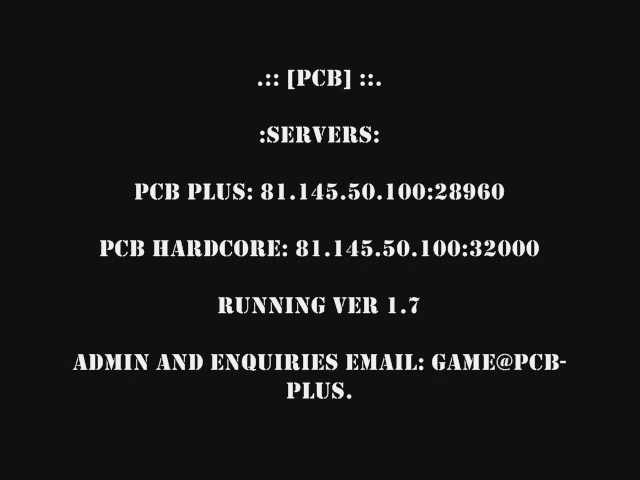 .:: [PCB] ::.
:SERVERS:
PCB PLUS: 81.145.50.100:28960
PCB HARDCORE: 81.145.50.100:32000
RUNNING VER 1.7
ADMIN AND ENQUIRIES EMAIL: GAME@PCB-
PLUS.